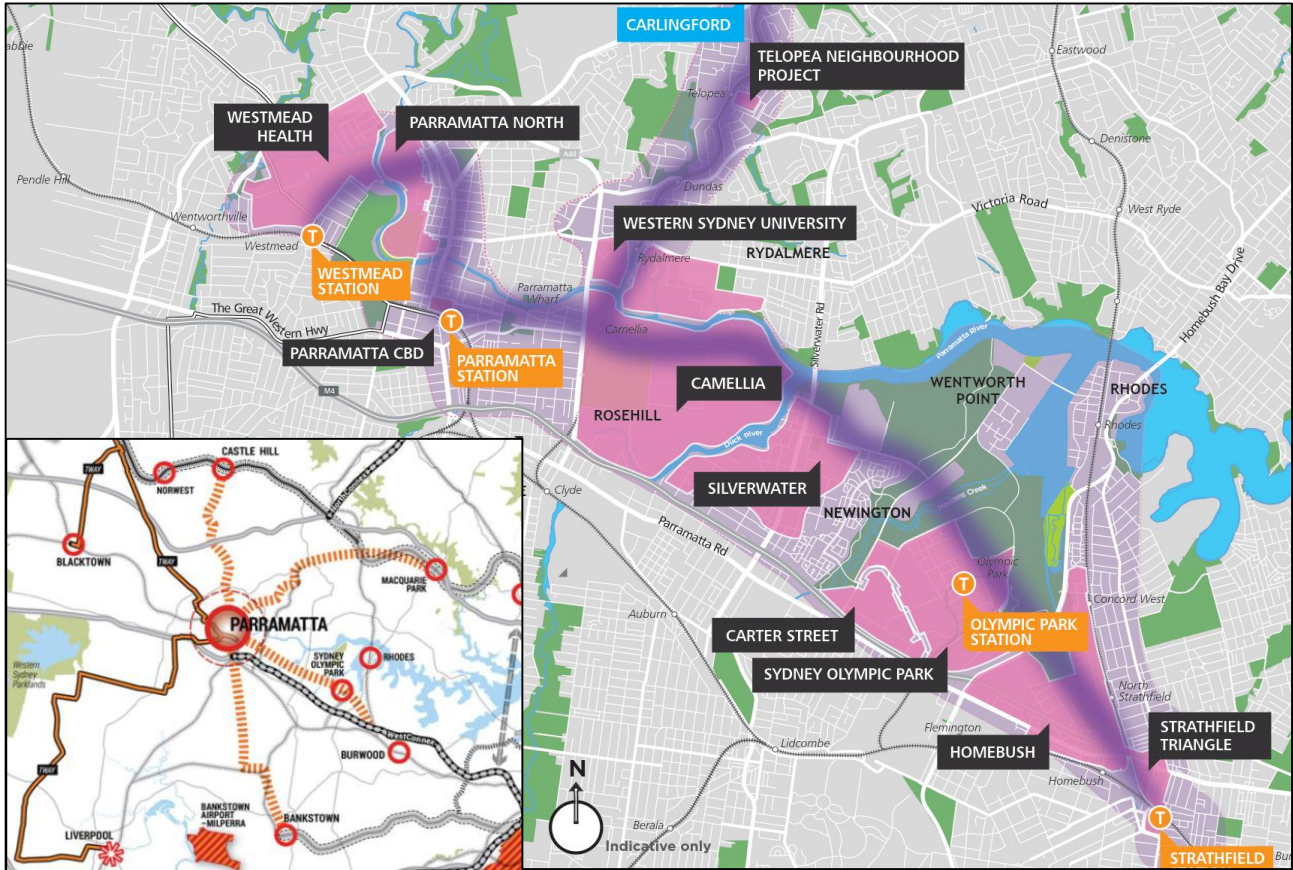 CARLINGFORD
TELOPEA NEIGHBOURHOOD
PROJECT
Eastwood
Telopea
WESTMEAD
HEALTH
PARRAMATTA NORTH
Denistone
A40
Pendle Hill
Dundas
Victoria Road
West Ryde
Wentworthville
WESTERN SYDNEY UNIVERSITY
Westmead
T
RYDALMERE
Rydalmere
Homebush Bay Drive
WESTMEAD
STATION
Parramatta
Wharf
The Great
Western Hwy
Silverwater Rd
Parramatta River
T
Camellia
PARRAMATTA CBD
PARRAMATTA
STATION
CAMELLIA
WENTWORTH
POINT
RHODES
M4
ROSEHILL
Rhodes
Duck River
Clyde
SILVERWATER
NEWINGTON
Haslams Creek
Parramatta Rd
Olympic
Park
T
Concord West
Auburn
CARTER STREET
OLYMPIC PARK
STATION
SYDNEY OLYMPIC PARK
North
Strathfield
Flemington
STRATHFIELD
TRIANGLE
Lidcombe
HOMEBUSH
Homebush
N
Berala
Indicative only
T
STRATHFIELD
CASTLE HILL
TWAY
NORWEST
NorthConnex
BLACKTOWN
TWAY
MACQUARIE
PARK
PARRAMATTA
SYDNEY
OLYMPIC
PARK
RHODES
Western
Sydney
Parklands
WestConnex
BURWOOD
TWAY
BANKSTOWN
AIRPORT
-MILPERRA
BANKSTOWN
LIVERPOOL